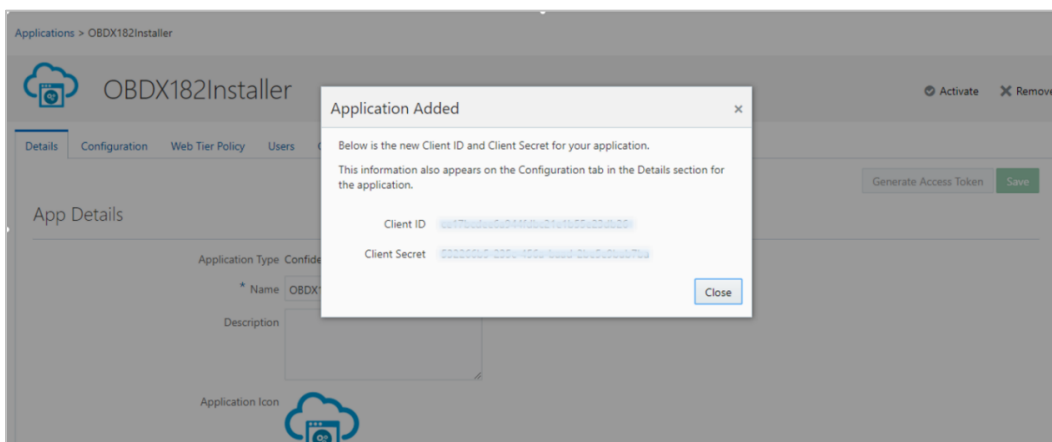 Applications > OBDX182Installer
OBDX182Installer
Activate
Remove
Application Added
Below is the new Client ID and Client Secret for your application.
This information also appears on the Configuration tab in the Details section for
the application.
Client ID
Client Secret
Close
Details
Configuration
Web Tier Policy
Users
Generate Access Token
Save
App Details
Application Type
* Name
OBDX1
Description
Application Icon